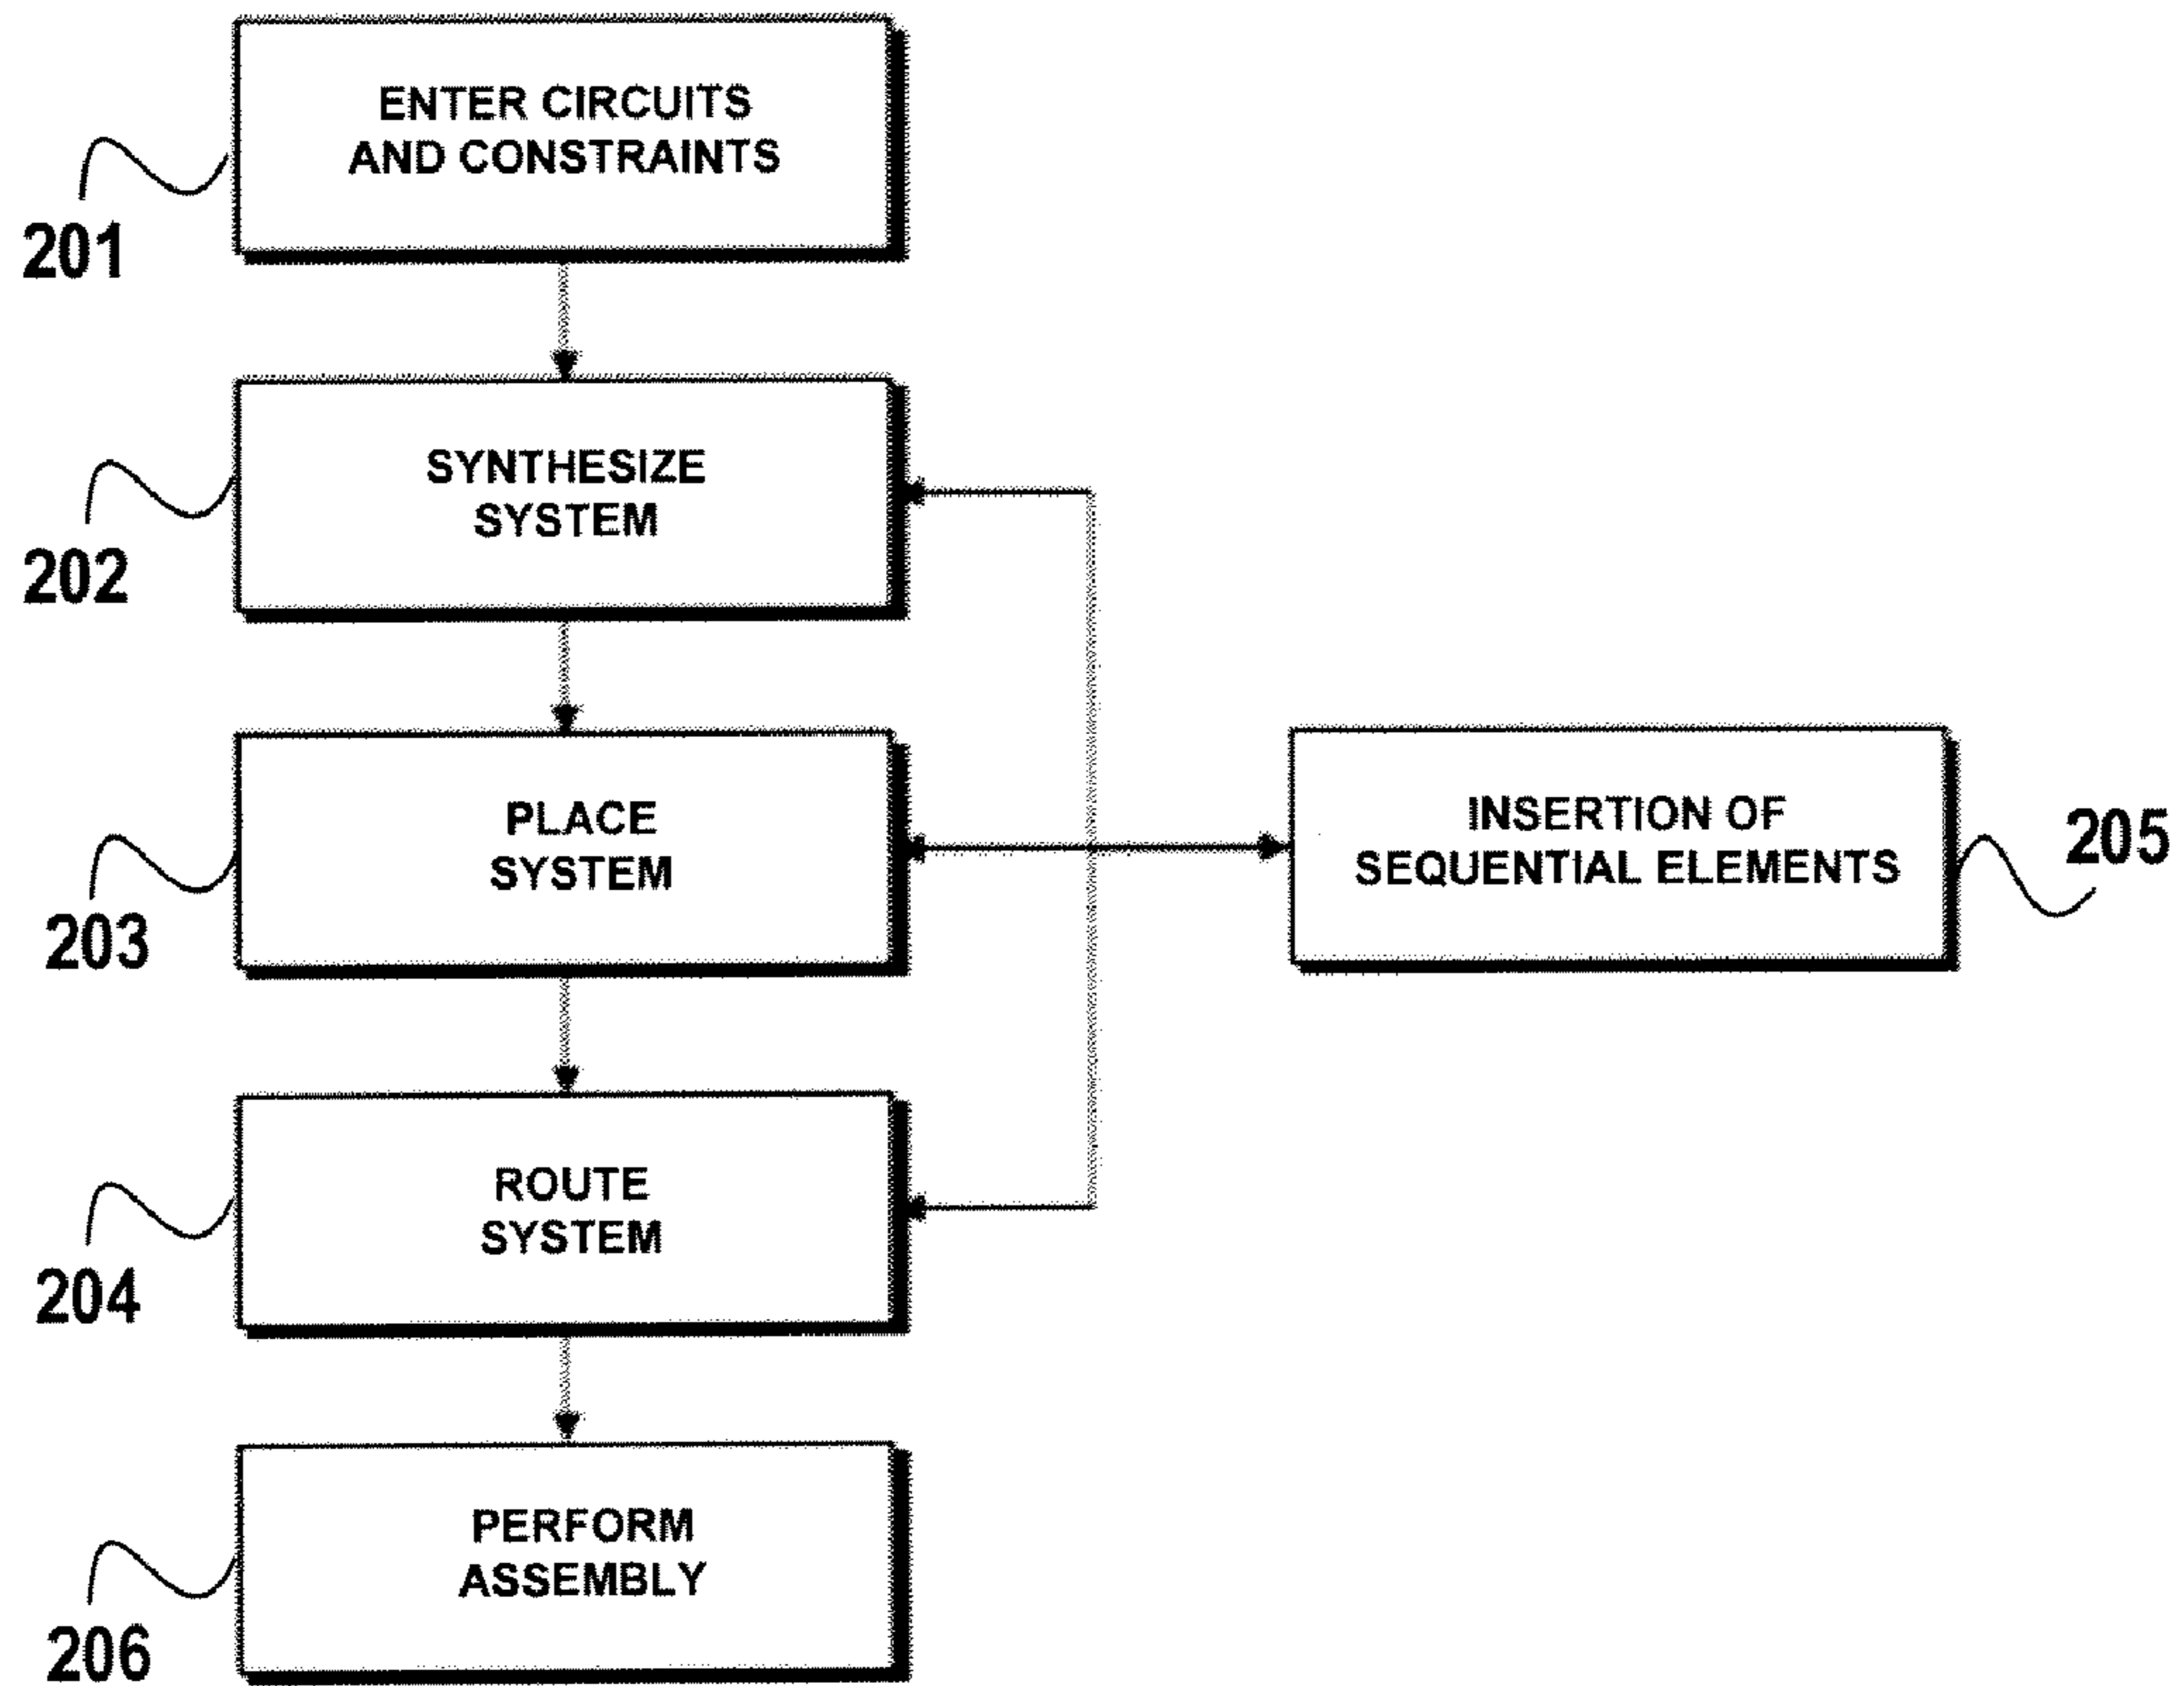 ENTER CIRCUITS
AND CONSTRAINTS
201
SYNTHESIZE
SYSTEM
202
PLACE
SYSTEM
203
INSERTION OF
SEQUENTIAL ELEMENTS
205
ROUTE
SYSTEM
204
PERFORM
ASSEMBLY
206